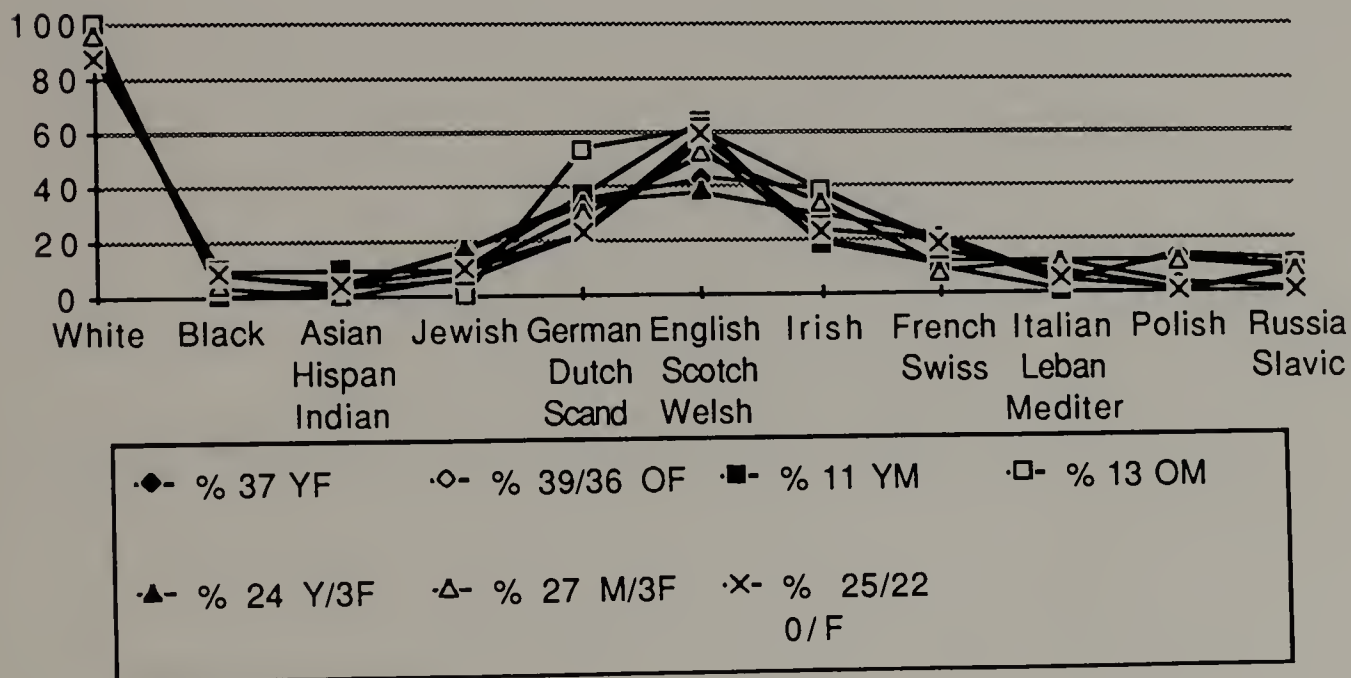 100
80
60
40
20
0
White Black Asian Jewish German English Irish French Italian Polish Russia
Hispan Dutch Scotch Swiss Leban Slavic
Indian Scand Welsh Mediter
% 37 YF % 39/36 OF % 11 YM % 13 OM
% 24 Y/3F % 27 M/3F % 25/22
0/F